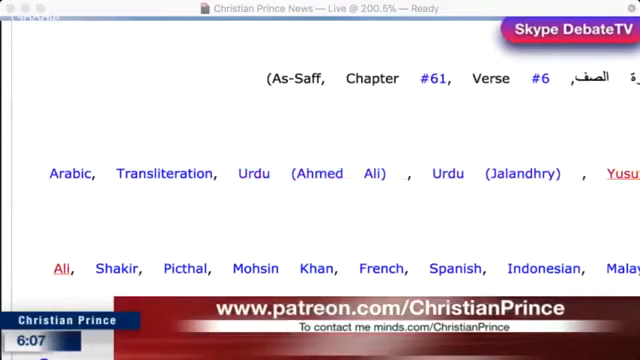 Christian Prince News — Live @ 200.5% — Ready
Google
Skype DebateTV
(As-Saff, Chapter #61, Verse #6, الصف
Arabic, Transliteration, Urdu (Ahmed Ali) , Urdu (Jalandhry) , Yusu
Ali, Shakir, Picthal, Mohsin Khan, French, Spanish, Indonesian, Malay
www.patreon.com/ChristianPrince
To contact me minds.com/ChristianPrince
Christian Prince
6:07